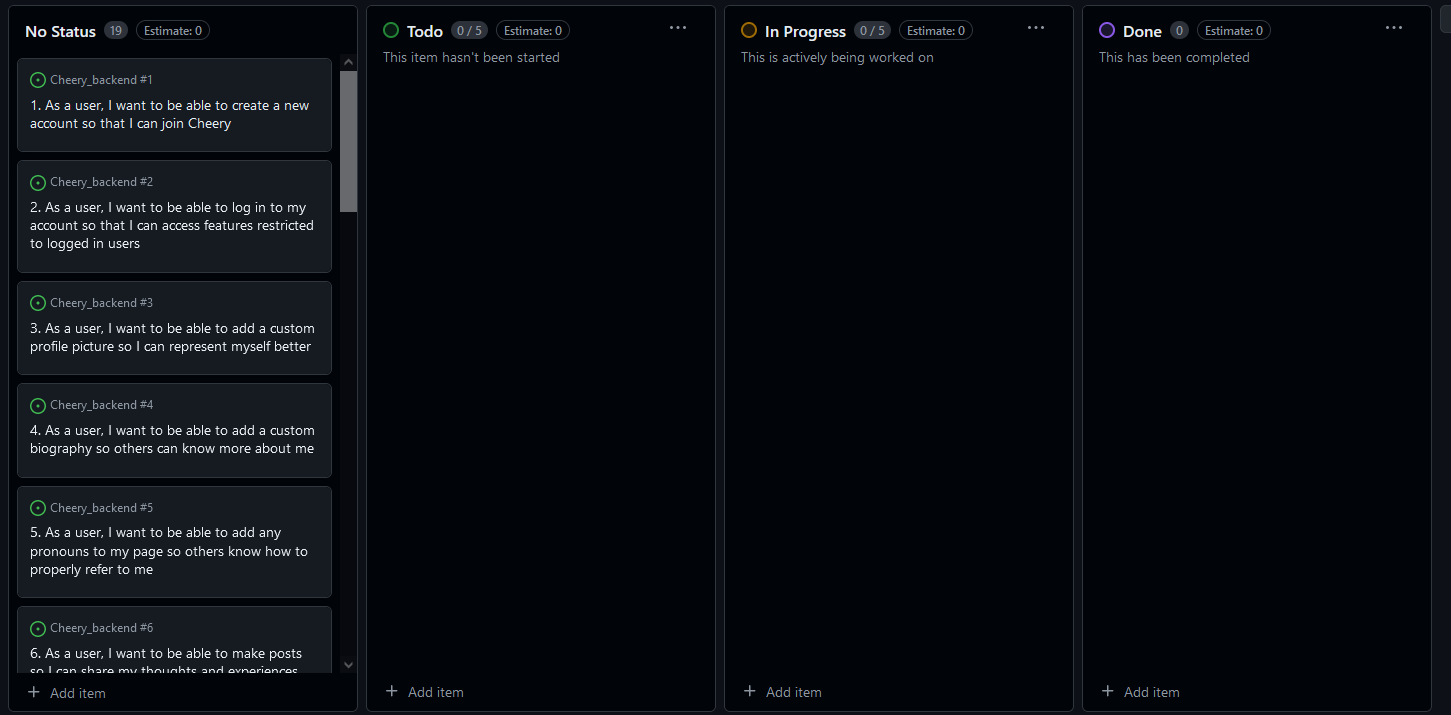 No Status 19 Estimate: 0
Cheery_backend #1
1. As a user, I want to be able to create a new
account so that I can join Cheery
Cheery_backend #2
2. As a user, I want to be able to log in to my
account so that I can access features restricted
to logged in users
Cheery_backend #3
3. As a user, I want to be able to add a custom
profile picture so I can represent myself better
Cheery_backend #4
4. As a user, I want to be able to add a custom
biography so others can know more about me
Cheery_backend #5
5. As a user, I want to be able to add any
pronouns to my page so others know how to
properly refer to me
Cheery_backend #6
6. As a user, I want to be able to make posts
so I can share my thoughts and experiences
+ Add item
Todo 0 / 5 Estimate: 0 ...
This item hasn't been started
+ Add item
In Progress 0 / 5 Estimate: 0 ...
This is actively being worked on
+ Add item
Done 0 Estimate: 0 ...
This has been completed
+ Add item